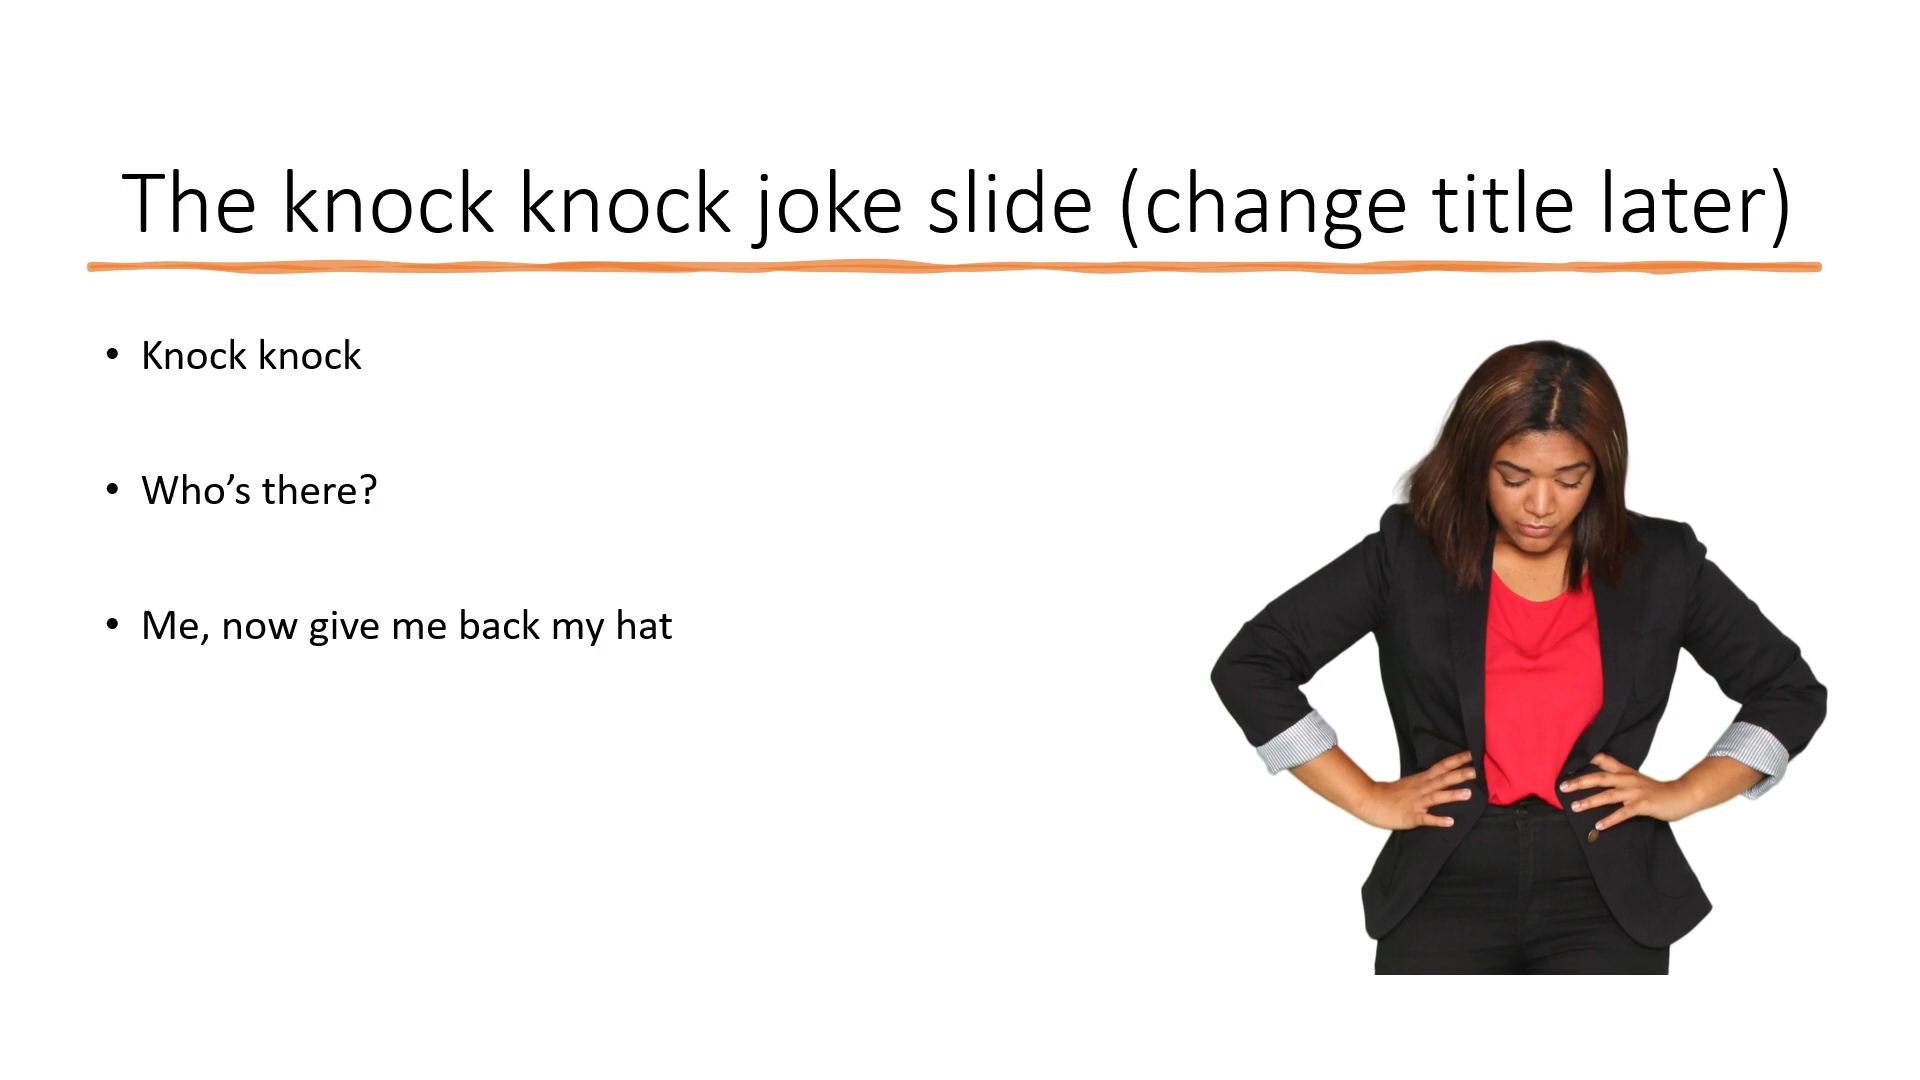 The knock knock joke slide (change title later)
• Knock knock
• Who’s there?
• Me, now give me back my hat